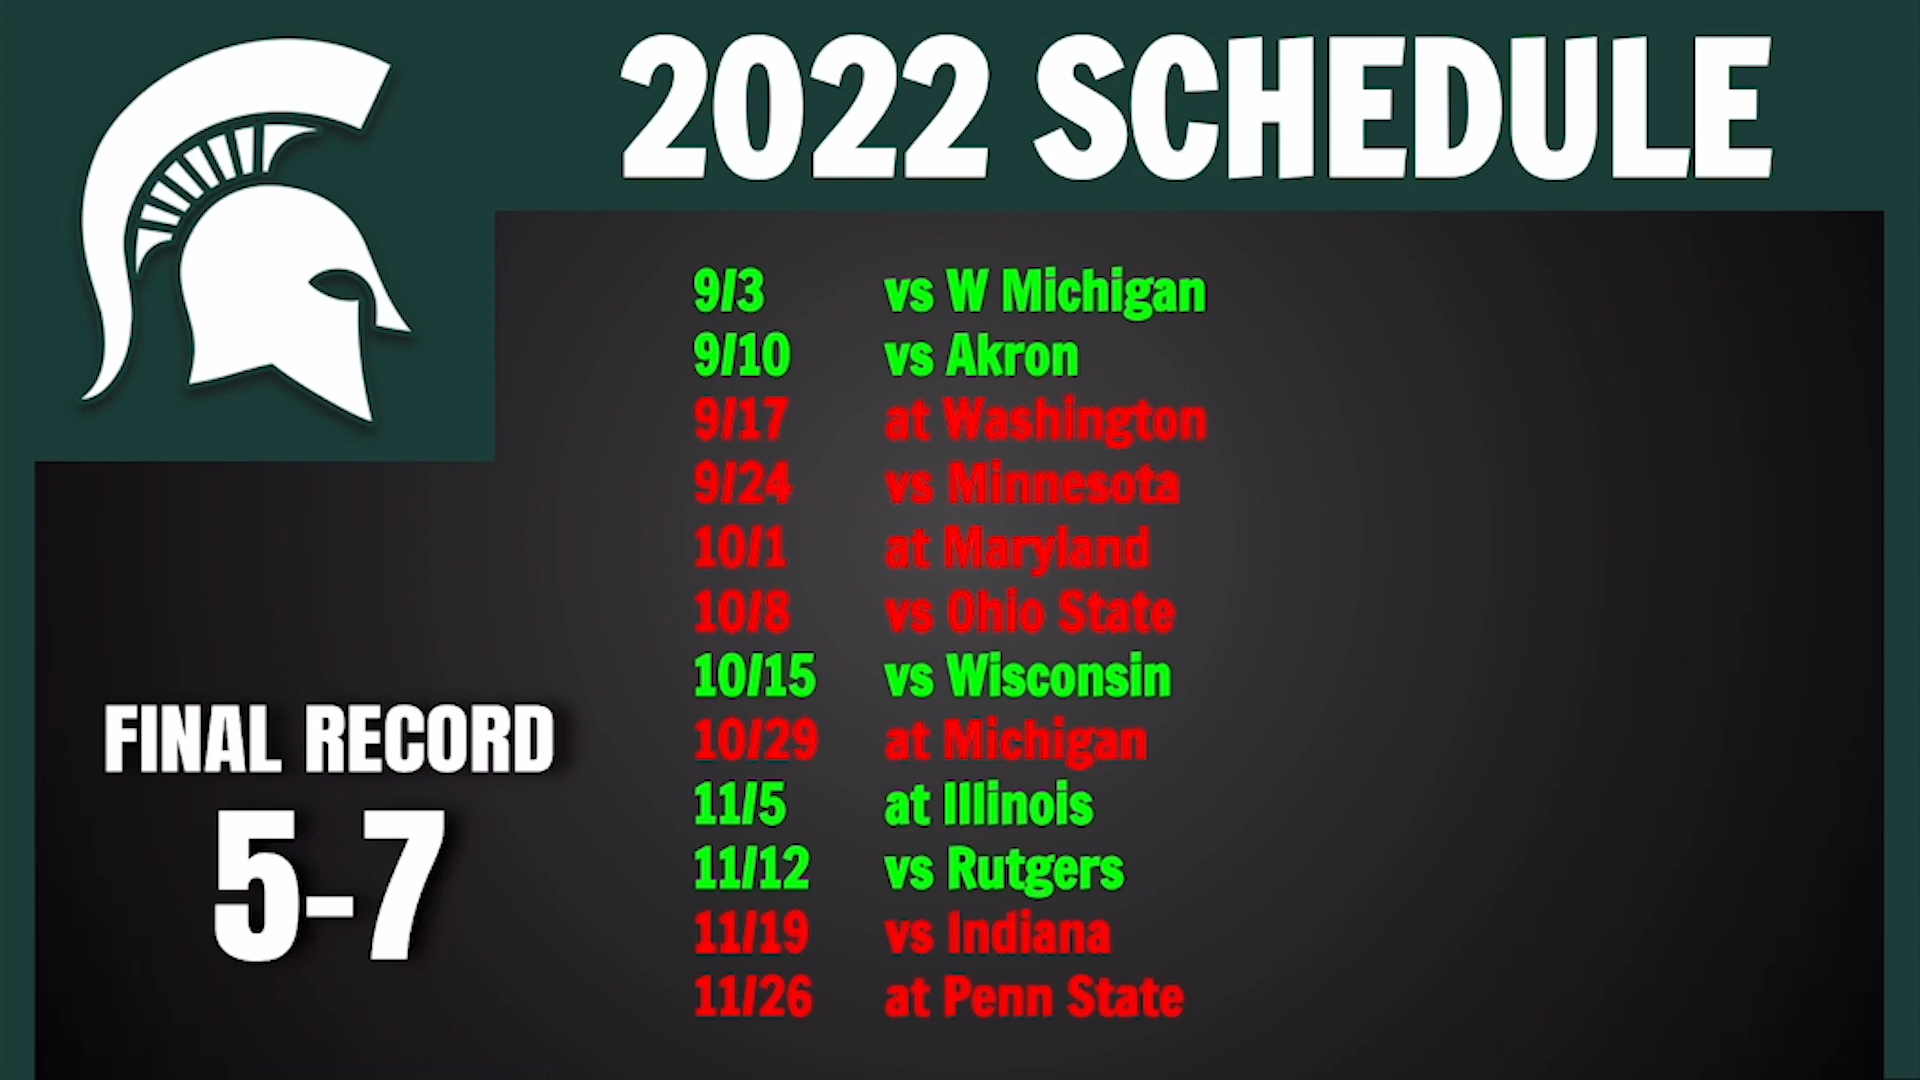 2022 SCHEDULE
9/3 vs W Michigan
9/10 vs Akron
9/17 at Washington
9/24 vs Minnesota
10/1 at Maryland
10/8 vs Ohio State
10/15 vs Wisconsin
10/29 at Michigan
11/5 at Illinois
11/12 vs Rutgers
11/19 vs Indiana
11/26 at Penn State
FINAL RECORD
5-7